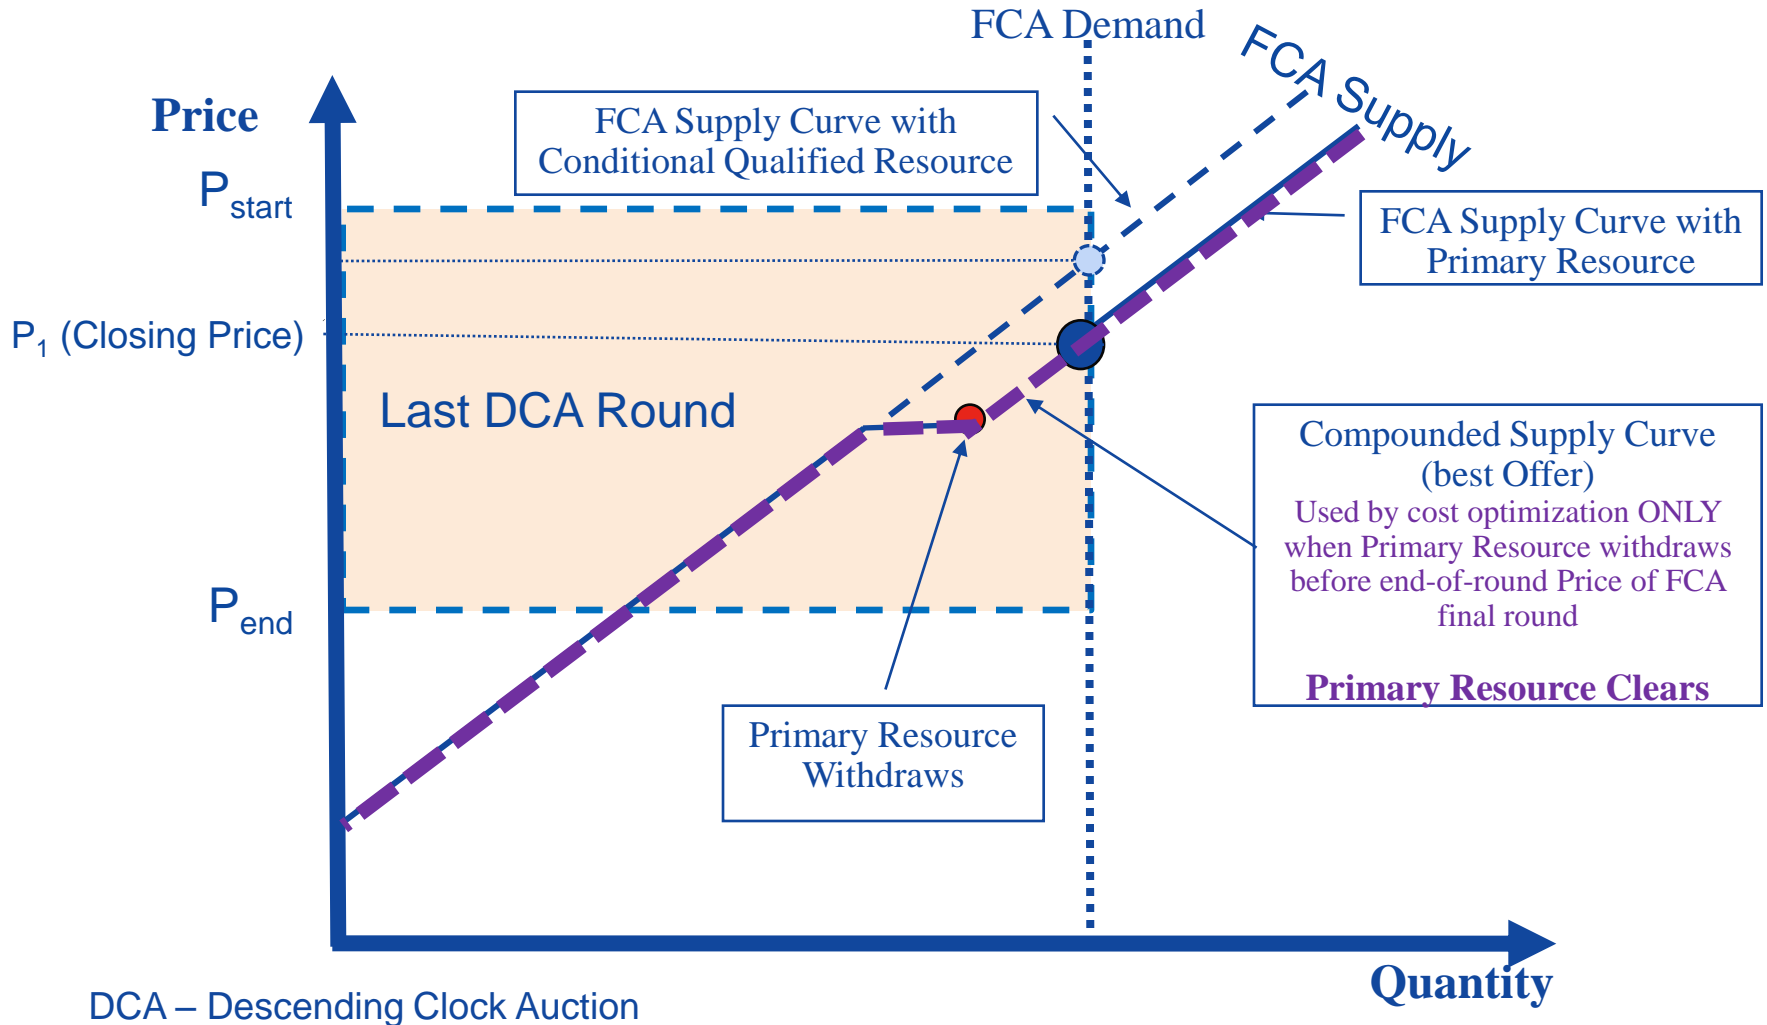 FCA Demand
FCA Supply
Price
FCA Supply Curve with
Conditional Qualified Resource
P_start
FCA Supply Curve with
Primary Resource
P_1 (Closing Price)
Last DCA Round
Compounded Supply Curve
(best Offer)
Used by cost optimization ONLY
when Primary Resource withdraws
before end-of-round Price of FCA
final round
Primary Resource Clears
P_end
Primary Resource
Withdraws
Quantity
DCA – Descending Clock Auction